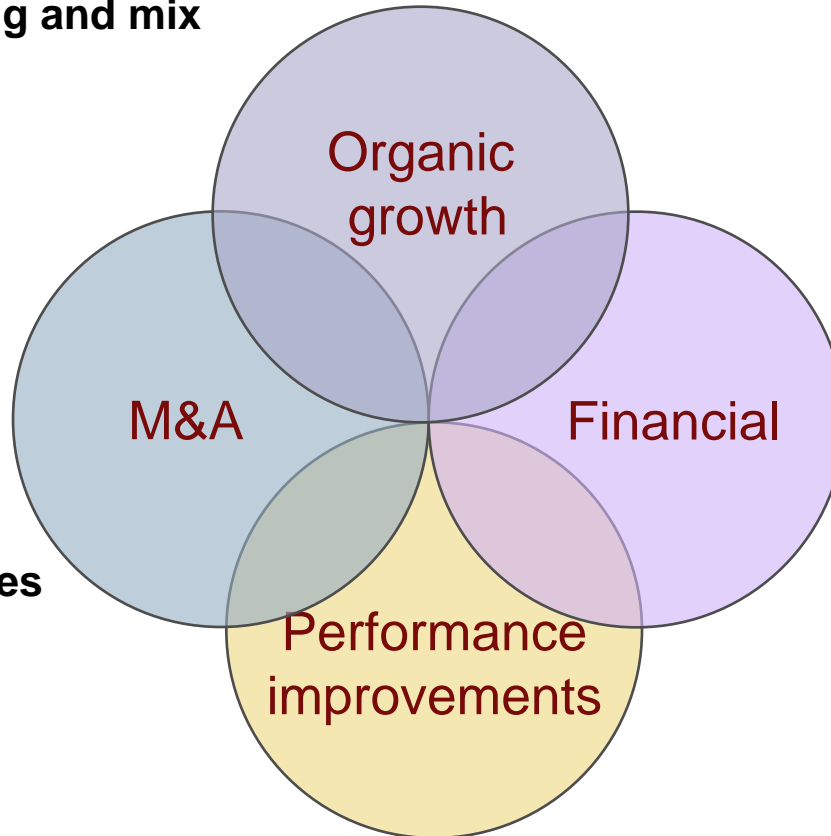 g and mix
Organic
growth
M&A
Financial
es
Performance
improvements